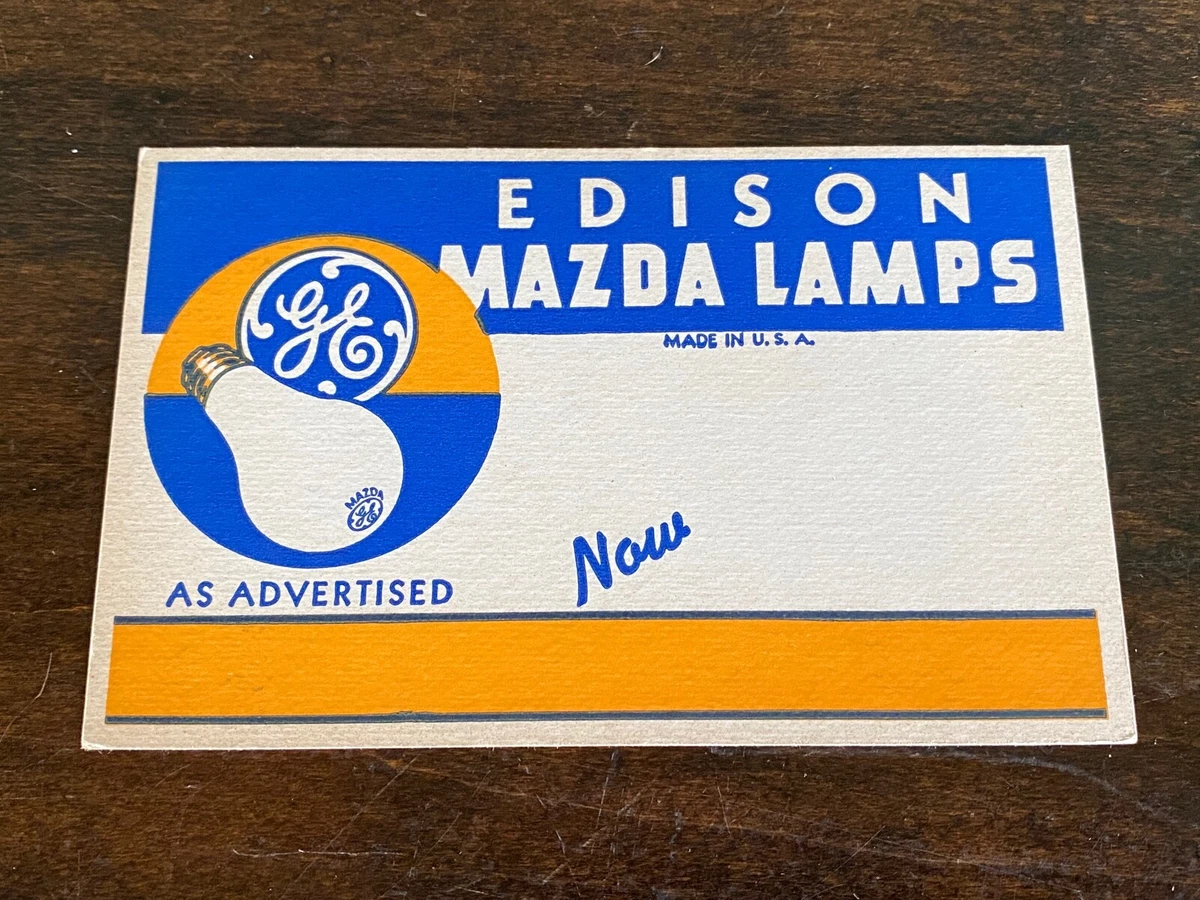 EDISON
MAZDA LAMPS
MADE IN U. S. A.
GE
MAZDA
GE
Now
AS ADVERTISED